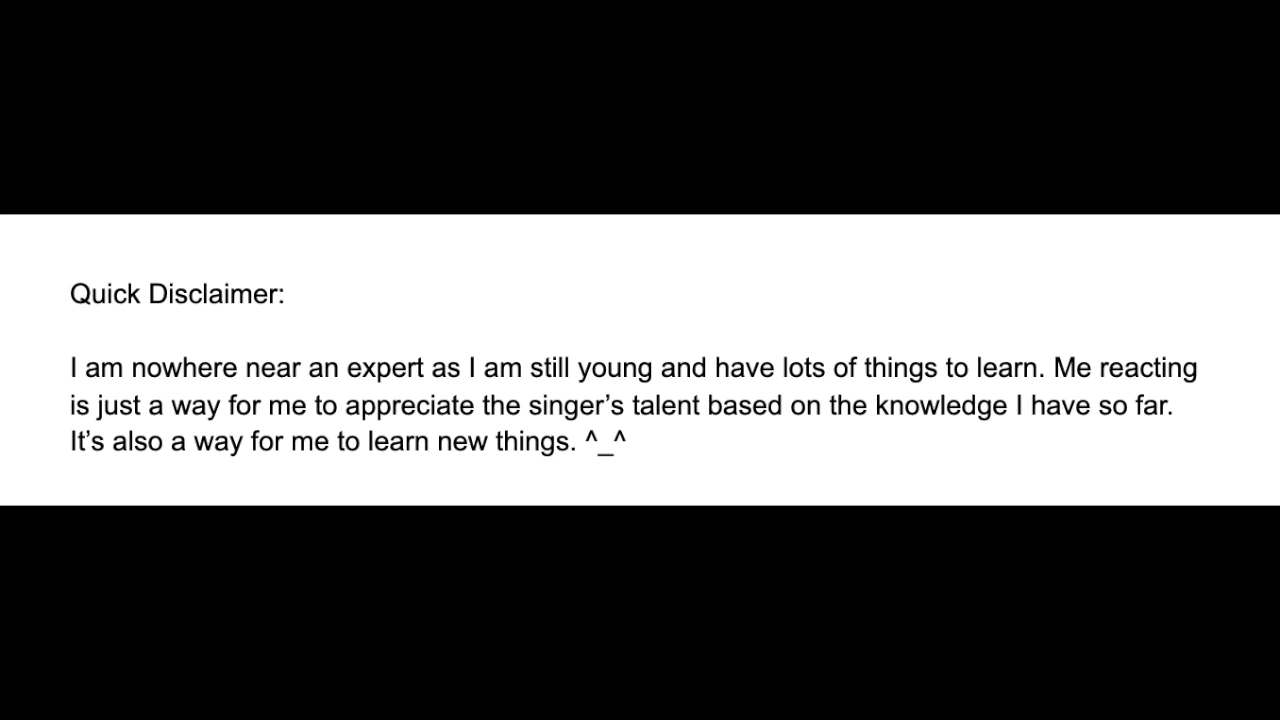 Quick Disclaimer:
I am nowhere near an expert as I am still young and have lots of things to learn. Me reacting
is just a way for me to appreciate the singer’s talent based on the knowledge I have so far.
It’s also a way for me to learn new things. ^_^